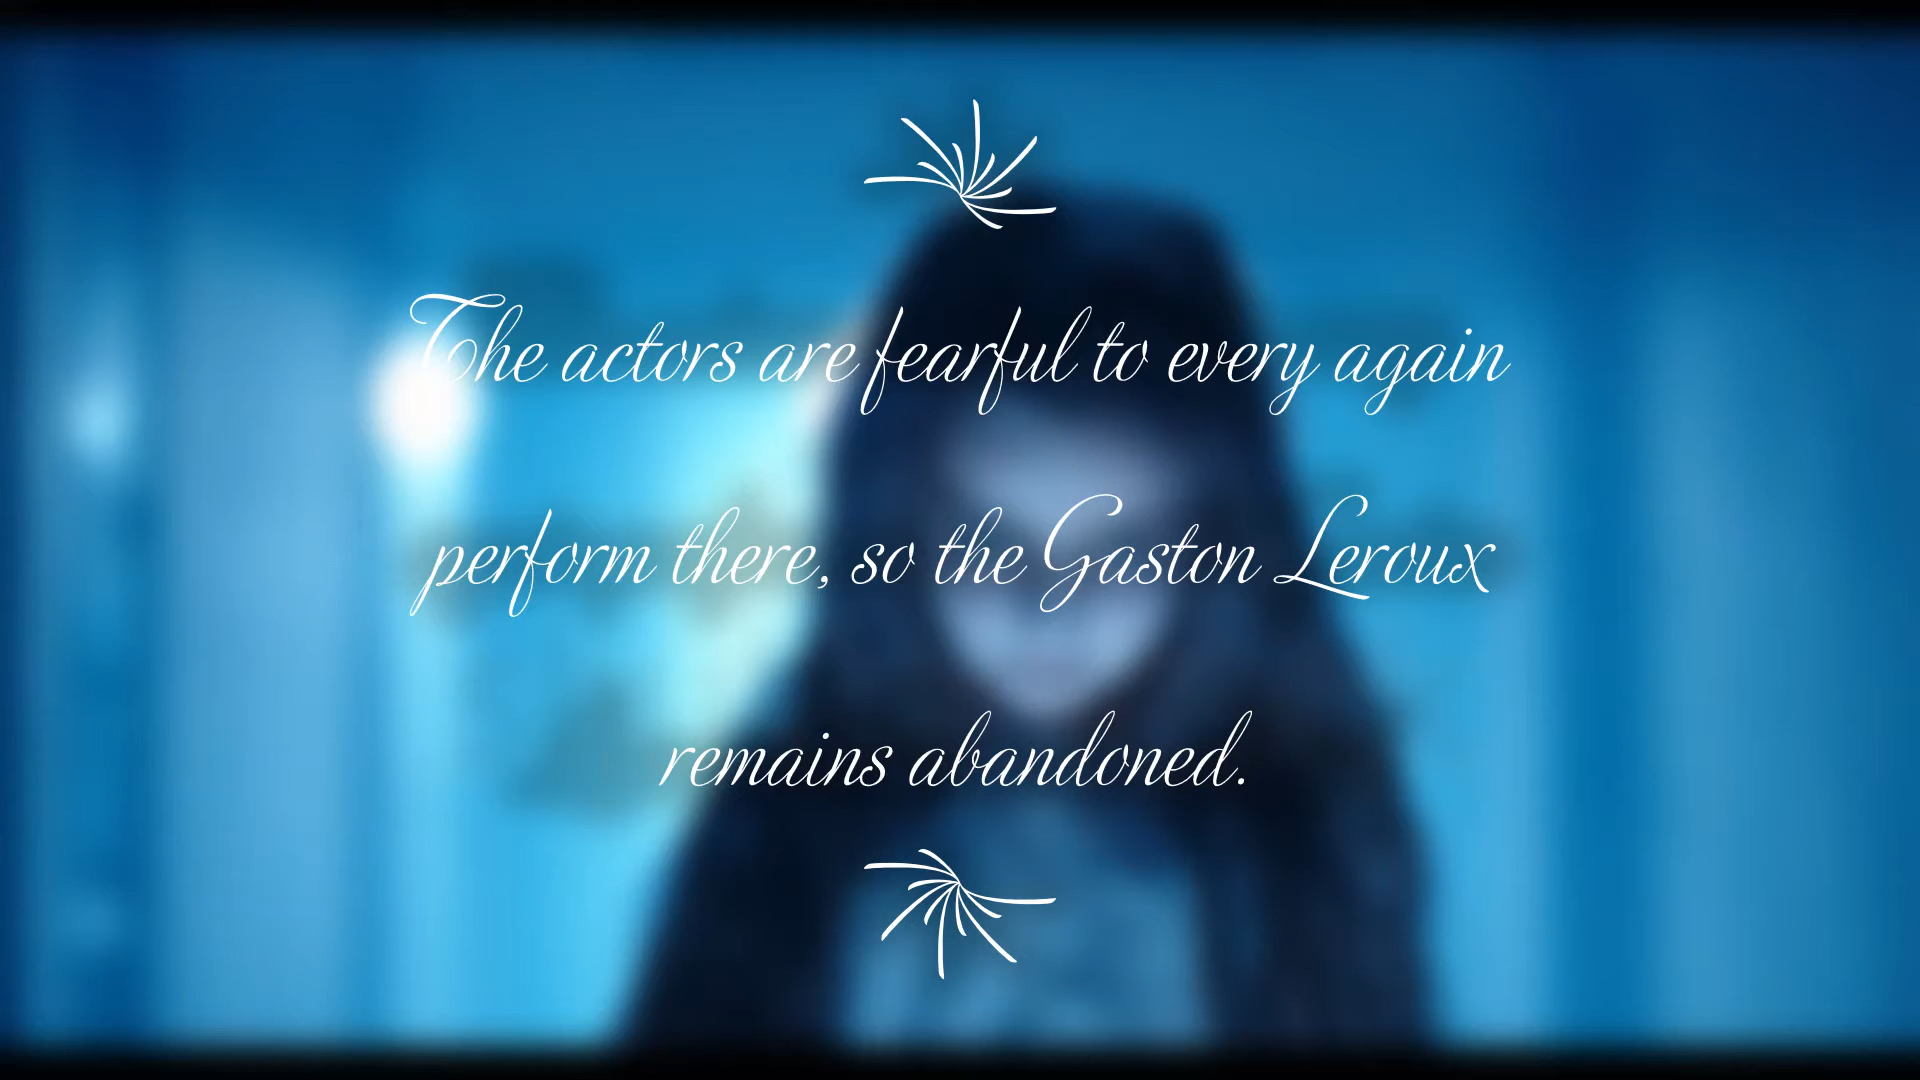 The actors are fearful to every again
perform there, so the Gaston Leroux
remains abandoned.